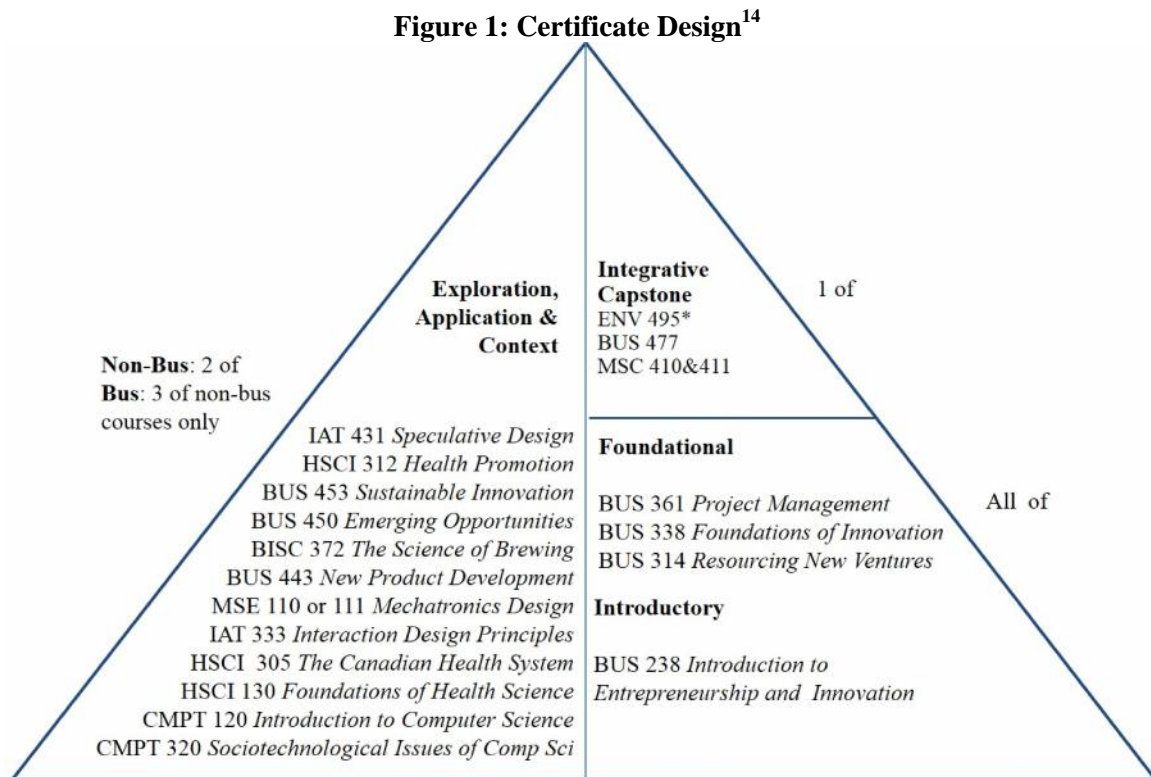 Figure 1: Certificate Design14
Exploration,
Application &
Context
Non-Bus: 2 of
Bus: 3 of non-bus
courses only
IAT 431 Speculative Design
HSCI 312 Health Promotion
BUS 453 Sustainable Innovation
BUS 450 Emerging Opportunities
BISC 372 The Science of Brewing
BUS 443 New Product Development
MSE 110 or 111 Mechatronics Design
IAT 333 Interaction Design Principles
HSCI 305 The Canadian Health System
HSCI 130 Foundations of Health Science
CMPT 120 Introduction to Computer Science
CMPT 320 Sociotechnological Issues of Comp Sci
Integrative
Capstone
ENV 495*
BUS 477
MSC 410&411
1 of
Foundational
BUS 361 Project Management
BUS 338 Foundations of Innovation
BUS 314 Resourcing New Ventures
All of
Introductory
BUS 238 Introduction to
Entrepreneurship and Innovation